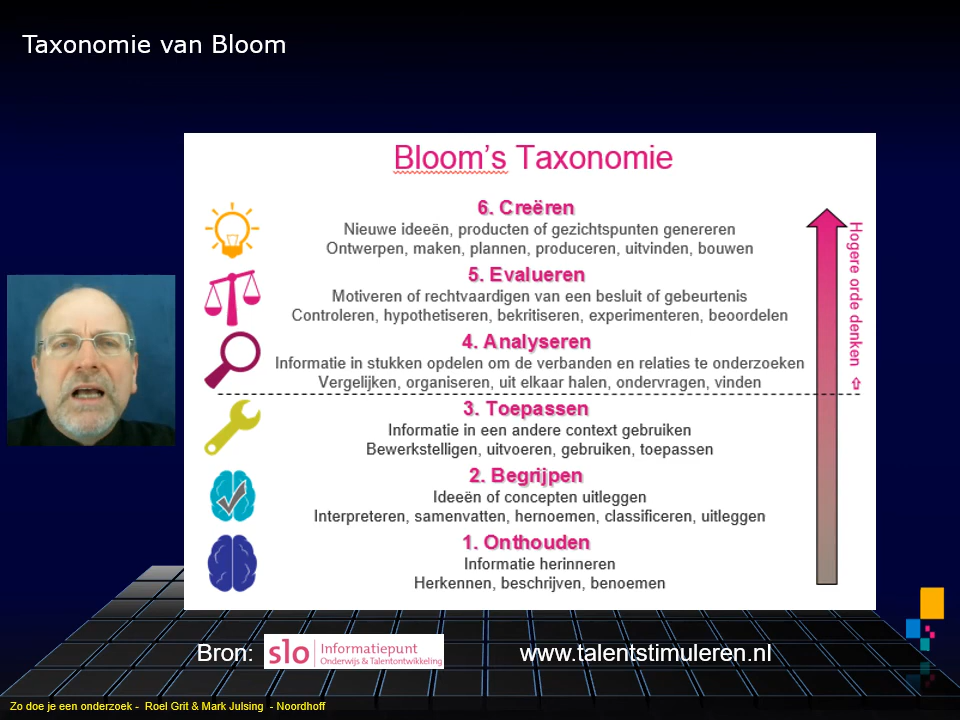 Taxonomie van Bloom
Bloom's Taxonomie
6. Creëren
Nieuwe ideeën, producten of gezichtspunten genereren
Ontwerpen, maken, plannen, produceren, uitvinden, bouwen
5. Evalueren
Motiveren of rechtvaardigen van een besluit of gebeurtenis
Controleren, hypothetiseren, bekritiseren, experimenteren, beoordelen
4. Analyseren
Informatie in stukken opdelen om de verbanden en relaties te onderzoeken
Vergelijken, organiseren, uit elkaar halen, ondervragen, vinden
3. Toepassen
Informatie in een andere context gebruiken
Bewerkstelligen, uitvoeren, gebruiken, toepassen
2. Begrijpen
Ideeën of concepten uitleggen
Interpreteren, samenvatten, hernoemen, classificeren, uitleggen
1. Onthouden
Informatie herinneren
Herkennen, beschrijven, benoemen
Hogere orde denken ⇨
Bron:
slo
Informatiepunt
Onderwijs & Talentontwikkeling
www.talentstimuleren.nl
Zo doe je een onderzoek - Roel Grit & Mark Julsing - Noordhoff